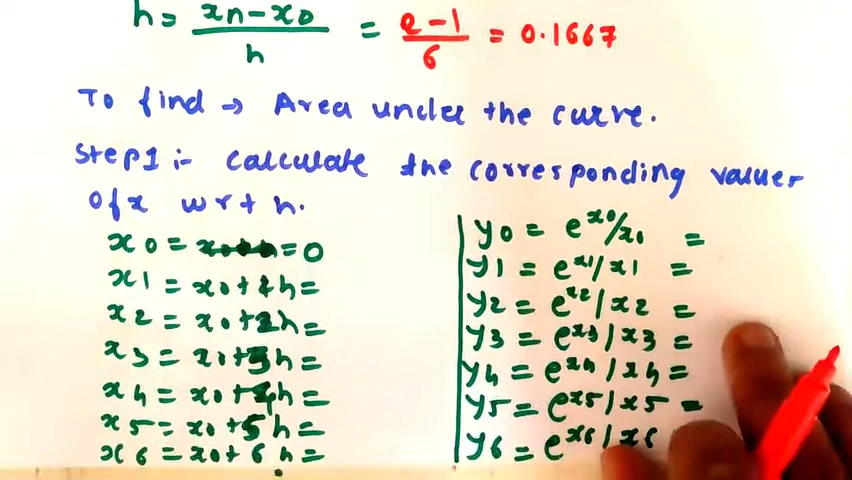 h = xn - x0 / h = e - 1 / 6 = 0.1667
To find → Area under the curve.
Step 1 :- calculate the corresponding values
of x w r t h.
x0 = = 0
x1 = x0 + 1h =
x2 = x0 + 2h =
x3 = x0 + 3h =
x4 = x0 + 4h =
x5 = x0 + 5h =
x6 = x0 + 6h =
y0 = e^x0/x0 =
y1 = e^x1/x1 =
y2 = e^x2/x2 =
y3 = e^x3/x3 =
y4 = e^x4/x4 =
y5 = e^x5/x5 =
y6 = e^x6/x6